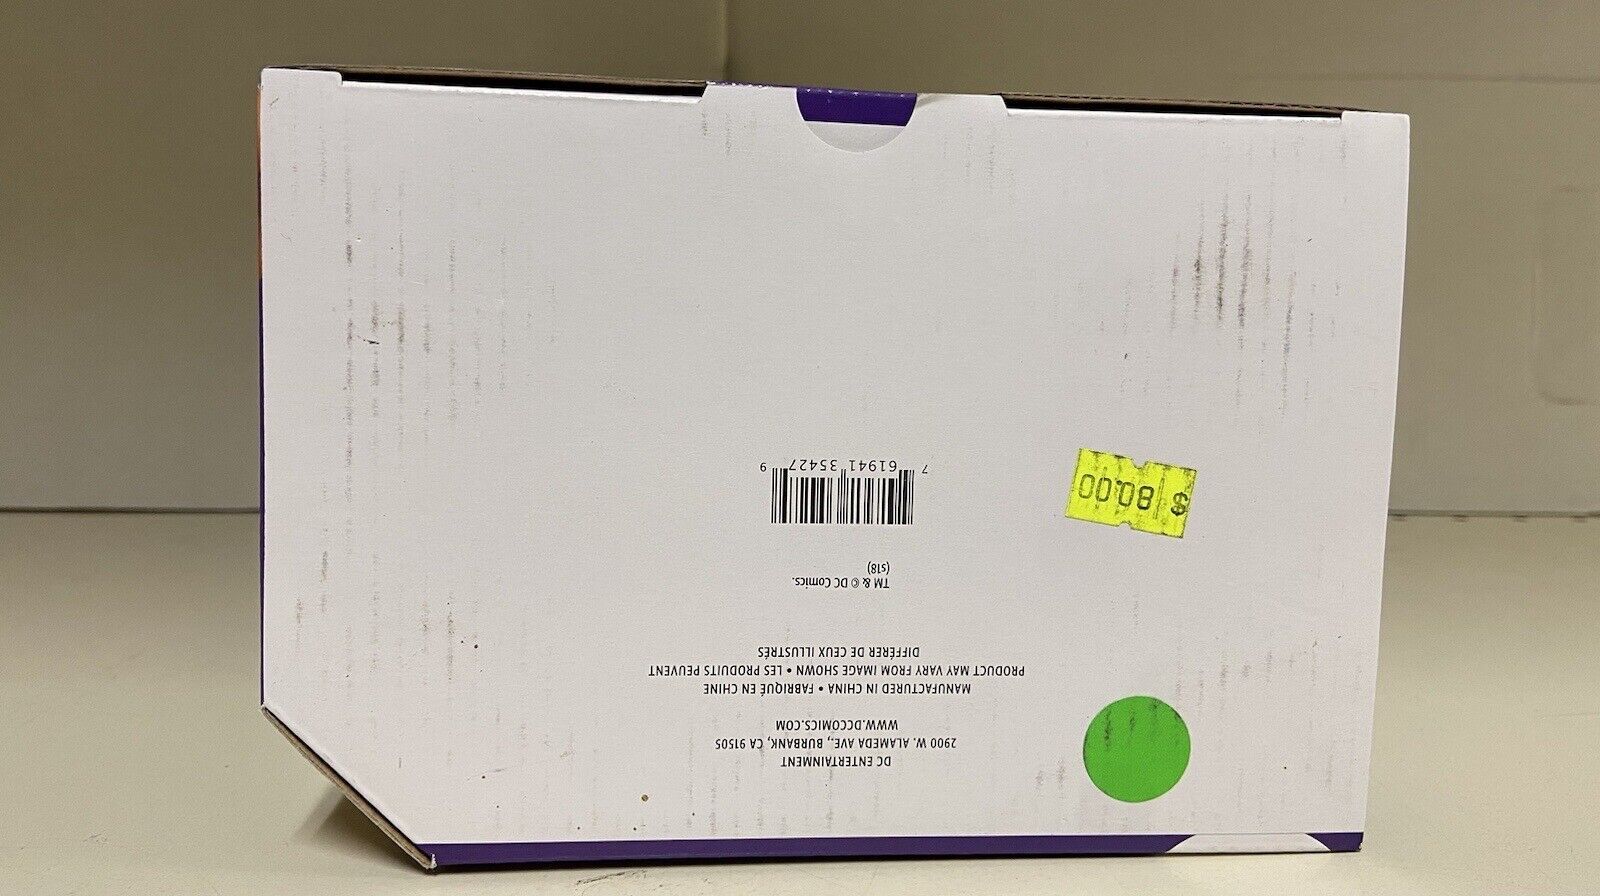 DC ENTERTAINMENT
2900 W. ALAMEDA AVE., BURBANK, CA 91505
WWW.DCCOMICS.COM
MANUFACTURED IN CHINA • FABRIQUÉ EN CHINE
PRODUCT MAY VARY FROM IMAGE SHOWN • LES PRODUITS PEUVENT
DIFFÉRER DE CEUX ILLUSTRÉS
TM & © DC Comics.
(s18)
7 61941 35427 9
$ 80.00